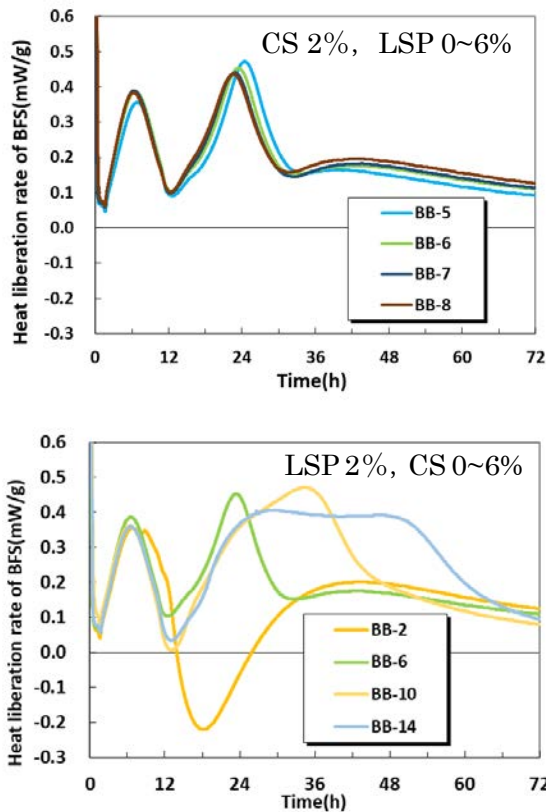 CS 2%, LSP 0~6%
Heat liberation rate of BFS(mW/g)
0.6
0.5
0.4
0.3
0.2
0.1
0.0
-0.1
-0.2
-0.3
BB-5
BB-6
BB-7
BB-8
0 12 24 36 48 60 72
Time(h)
LSP 2%, CS 0~6%
Heat liberation rate of BFS(mW/g)
0.6
0.5
0.4
0.3
0.2
0.1
0.0
-0.1
-0.2
-0.3
BB-2
BB-6
BB-10
BB-14
0 12 24 36 48 60 72
Time(h)